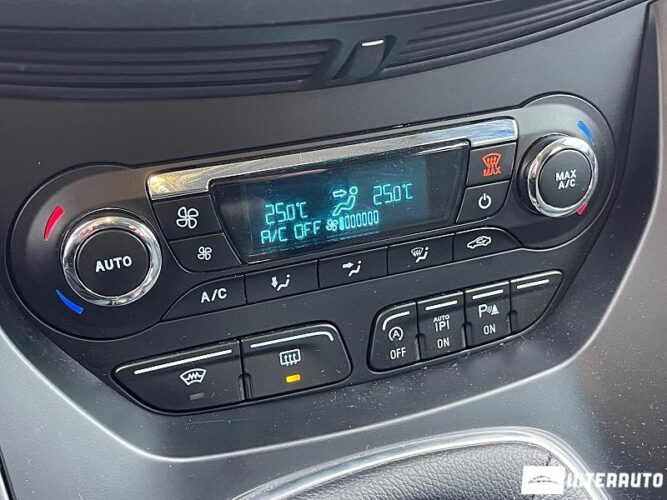 25.0°C 25.0°C
A/C OFF
MAX
MAX
A/C
AUTO
A/C
OFF
AUTO
P
ON
P
ON
INTERAUTO